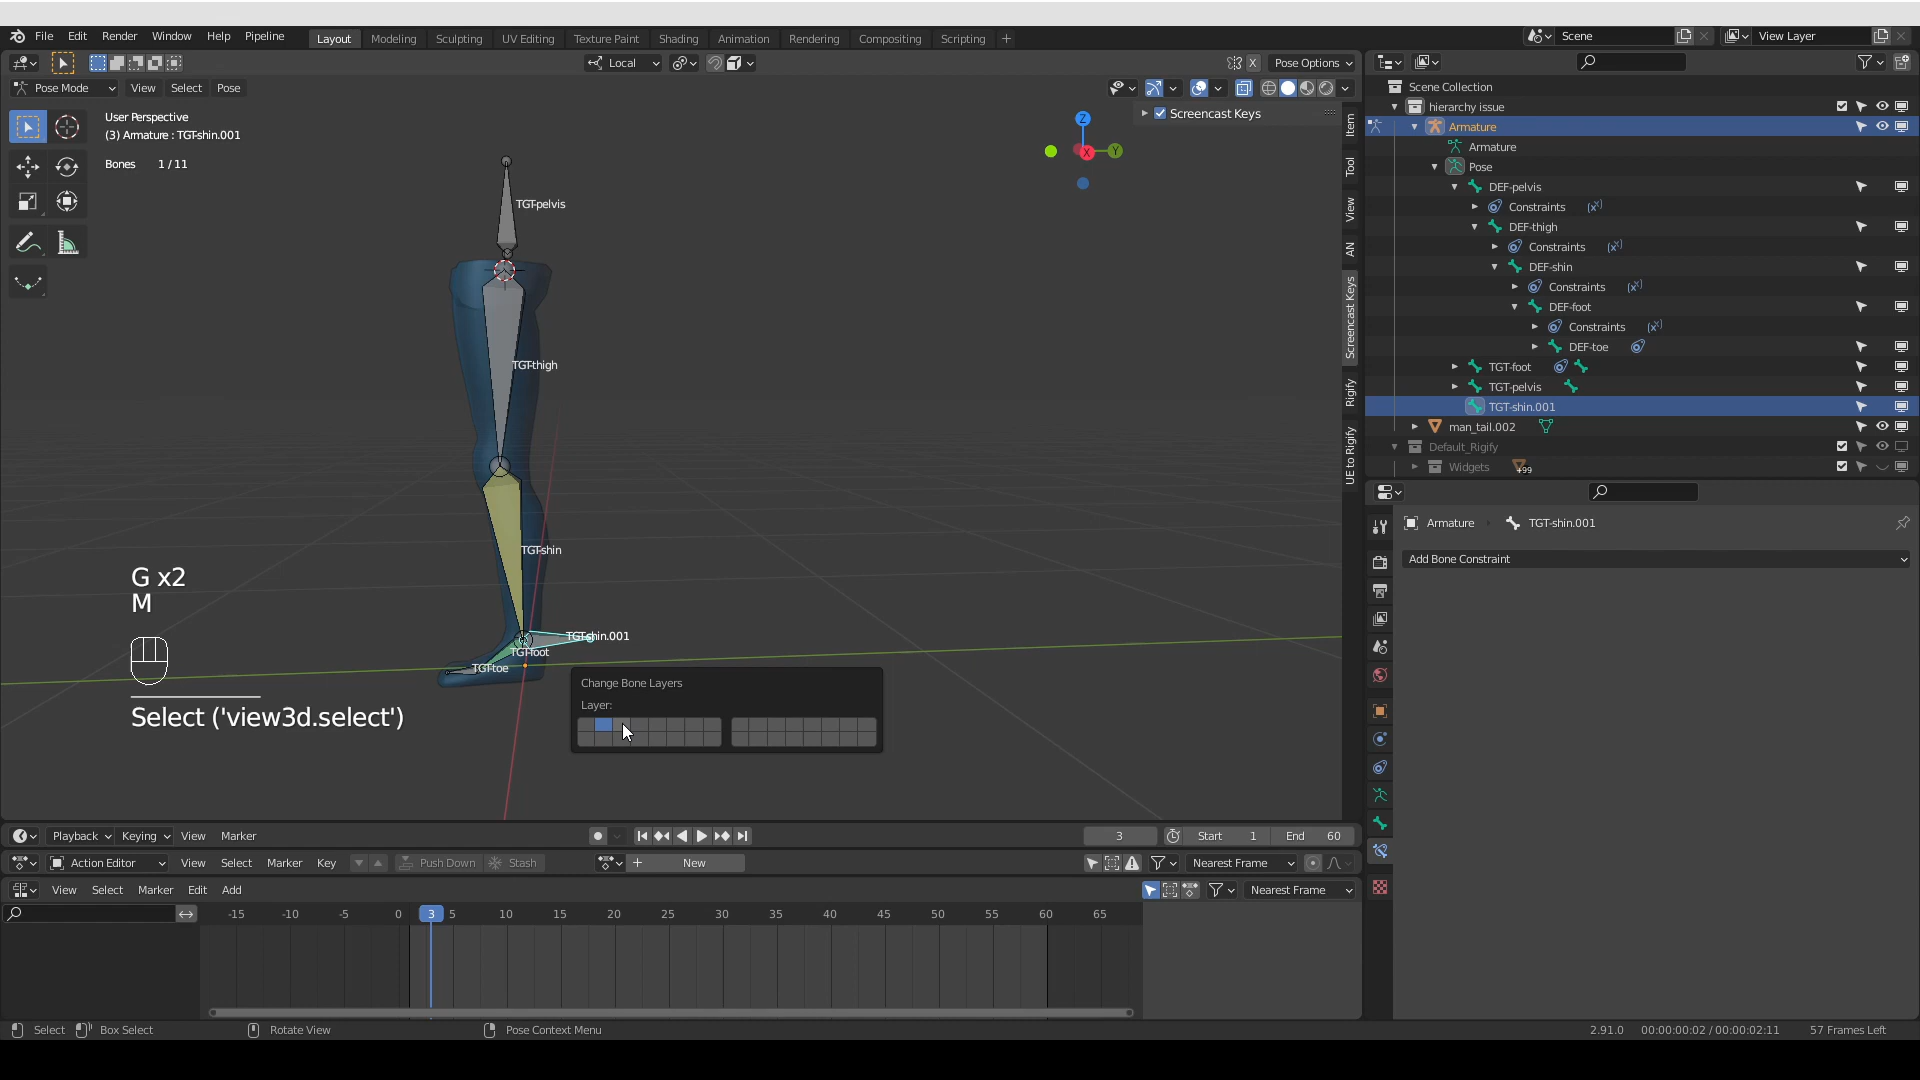 File Edit Render Window Help Pipeline Layout Modeling Sculpting UV Editing Texture Paint Shading Animation Rendering Compositing Scripting + Scene View Layer
Local X Pose Options
Pose Mode View Select Pose
User Perspective
(3) Armature : TGT-shin.001
Bones 1 / 11
Z
Y
X
Screencast Keys
Item
Tool
View
AN
Screencast Keys
Rigify
UE to Rigify
TGT-pelvis
TGT-thigh
TGT-shin
TGT-shin.001
TGT-foot
TGT-toe
G x2
M
Select ('view3d.select')
Change Bone Layers
Layer:
Scene Collection
hierarchy issue
Armature
Armature
Pose
DEF-pelvis
Constraints
DEF-thigh
Constraints
DEF-shin
Constraints
DEF-foot
Constraints
DEF-toe
TGT-foot
TGT-pelvis
TGT-shin.001
man_tail.002
Default_Rigify
Widgets +99
Armature TGT-shin.001
Add Bone Constraint
Playback Keying View Marker 3 Start 1 End 60
Action Editor View Select Marker Key Push Down Stash + New Nearest Frame
View Select Marker Edit Add Nearest Frame
-15 -10 -5 0 3 5 10 15 20 25 30 35 40 45 50 55 60 65
Select Box Select Rotate View Pose Context Menu 2.91.0 00:00:00:02 / 00:00:02:11 57 Frames Left